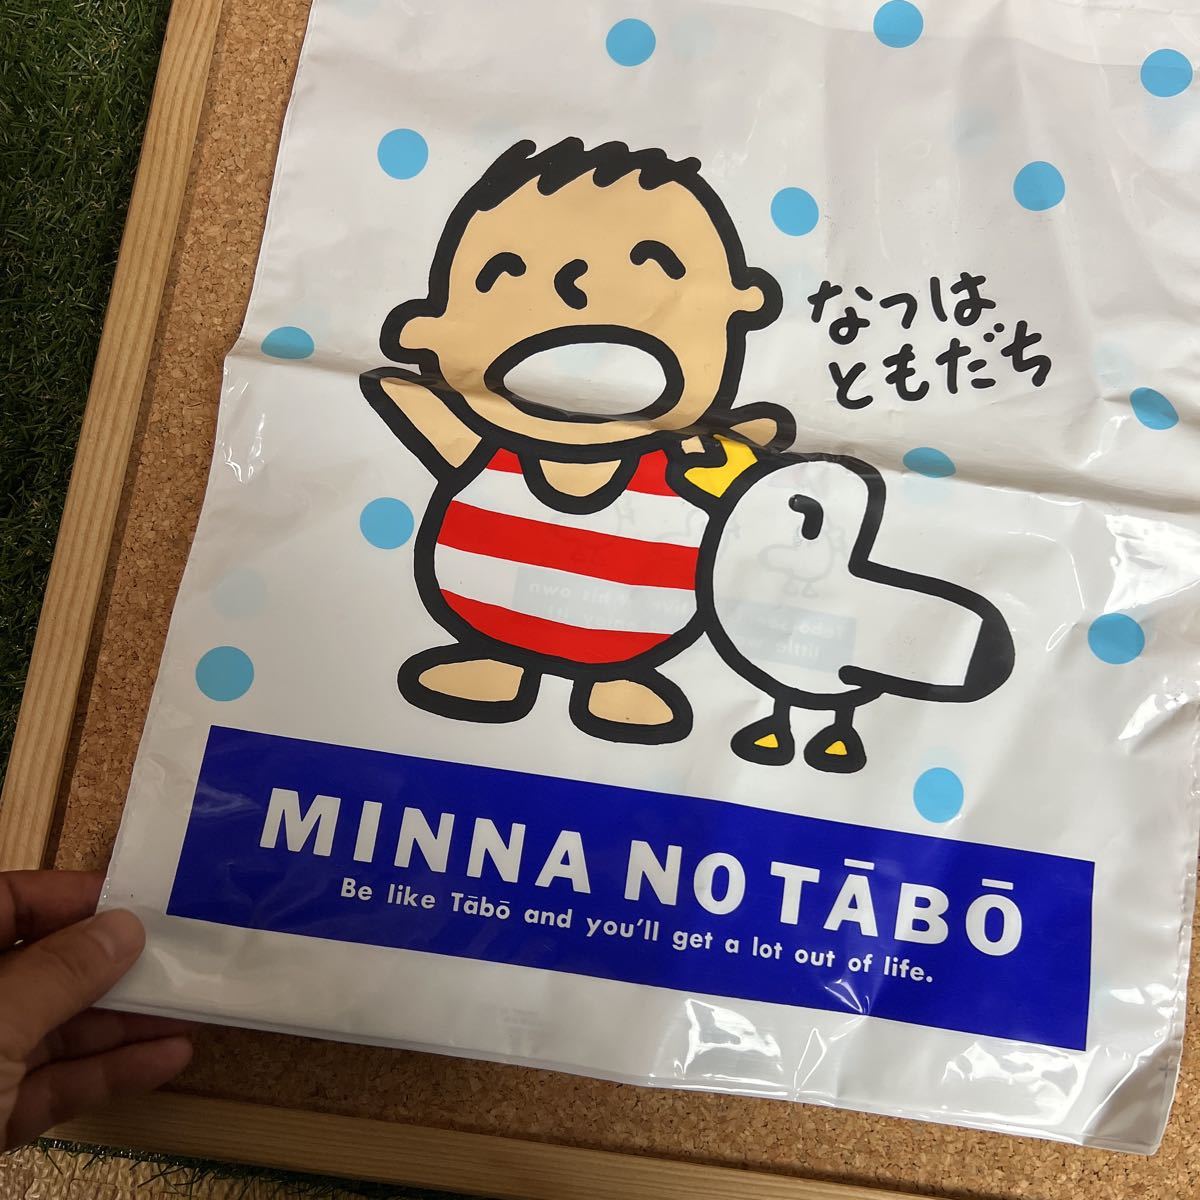 なつは
ともだち
MINNA NO TĀBŌ
Be like Tābō and you'll get a lot out of life.